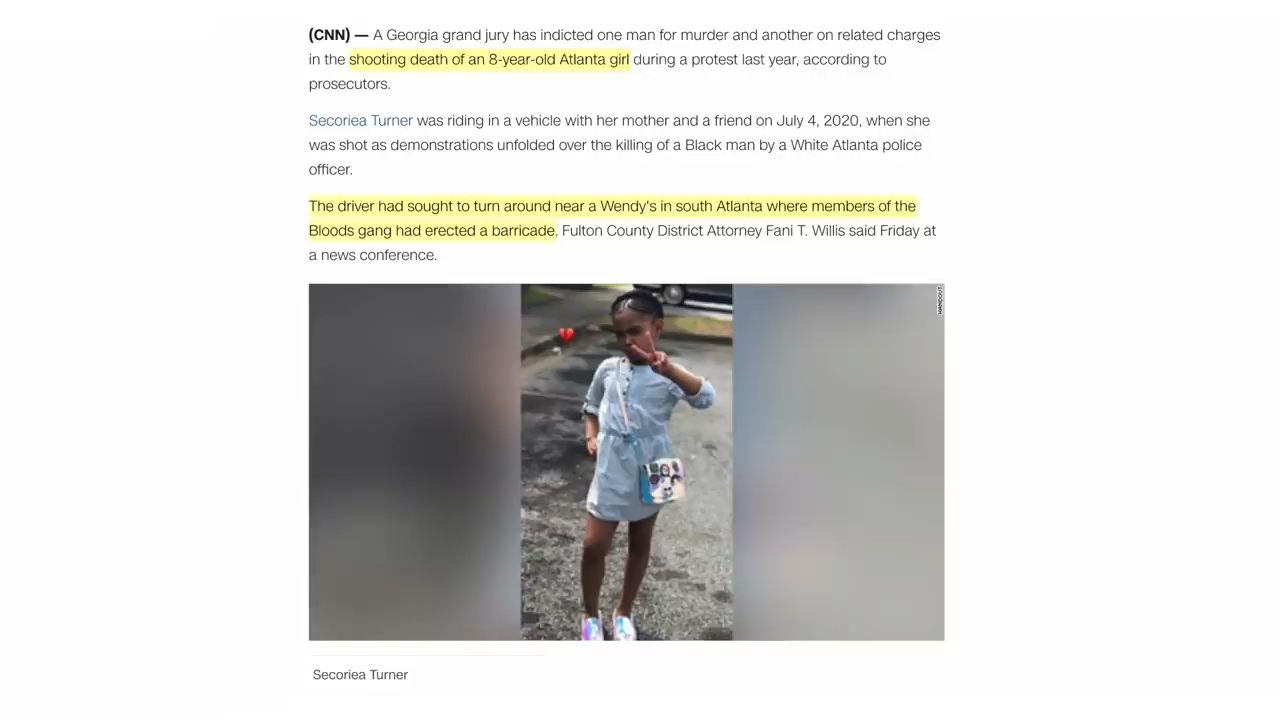 (CNN) — A Georgia grand jury has indicted one man for murder and another on related charges
in the shooting death of an 8-year-old Atlanta girl during a protest last year, according to
prosecutors.
Secoriea Turner was riding in a vehicle with her mother and a friend on July 4, 2020, when she
was shot as demonstrations unfolded over the killing of a Black man by a White Atlanta police
officer.
The driver had sought to turn around near a Wendy's in south Atlanta where members of the
Bloods gang had erected a barricade, Fulton County District Attorney Fani T. Willis said Friday at
a news conference.
HANDOUT
Secoriea Turner